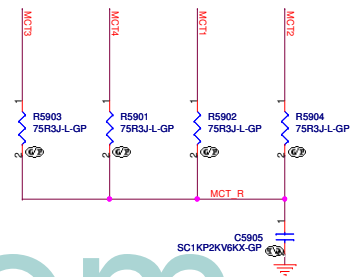 MCT3
MCT4
MCT1
MCT2
1
1
1
1
R5903
75R3J-L-GP
R5901
75R3J-L-GP
R5902
75R3J-L-GP
R5904
75R3J-L-GP
2
2
2
2
MCT_R
1
C5905
SC1KP2KV6KX-GP
om